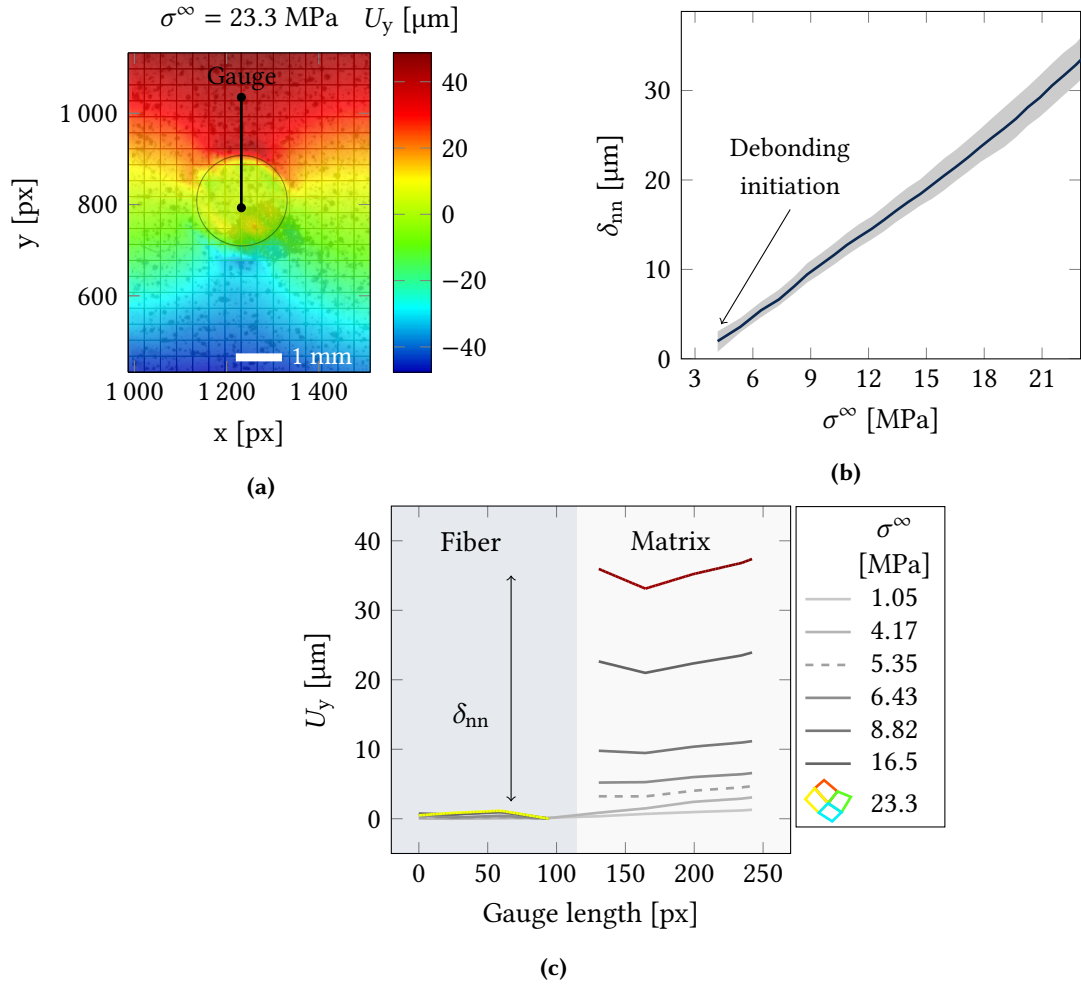 σ∞ = 23.3 MPa
U_y [μm]
Gauge
1 000
800
600
y [px]
1 mm
1 000
1 200
1 400
x [px]
40
20
0
−20
−40
(a)
30
20
10
0
δnn [μm]
Debonding
initiation
3
6
9
12
15
18
21
σ∞ [MPa]
(b)
Fiber
Matrix
40
30
20
10
0
U_y [μm]
δnn
0
50
100
150
200
250
Gauge length [px]
σ∞
[MPa]
1.05
4.17
5.35
6.43
8.82
16.5
23.3
(c)